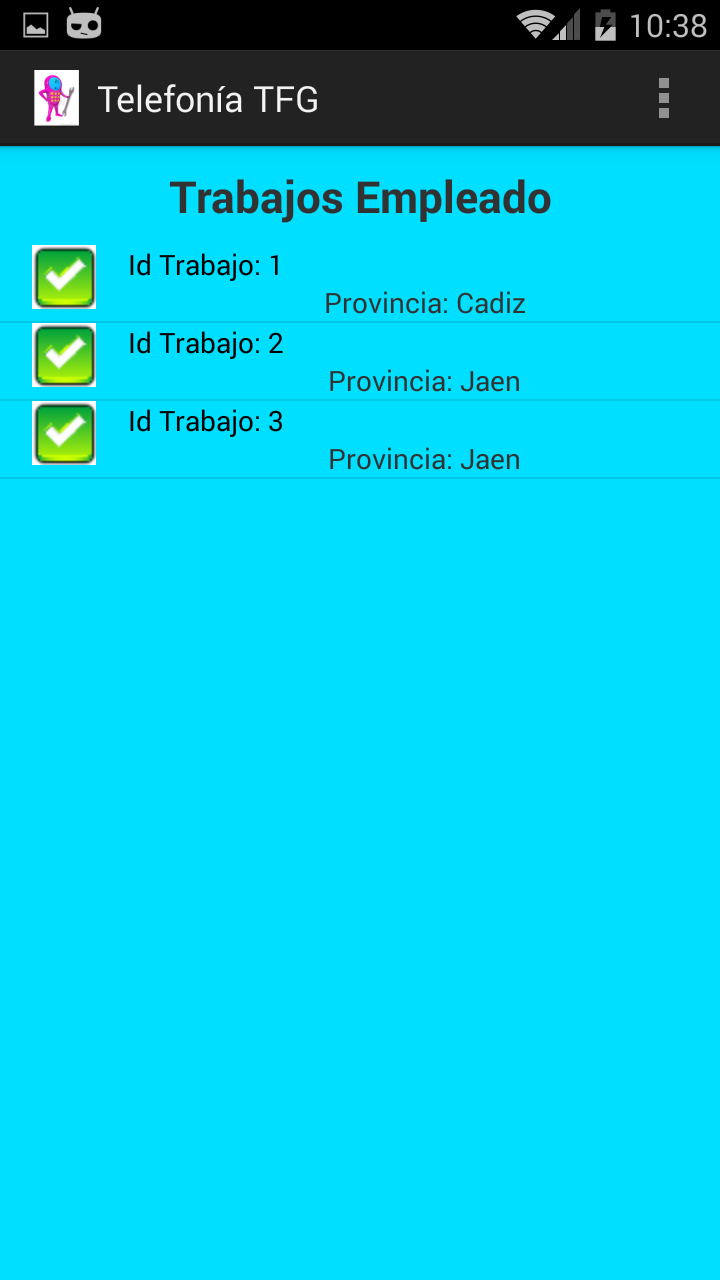 10:38
Telefonía TFG
Trabajos Empleado
Id Trabajo: 1
Provincia: Cadiz
Id Trabajo: 2
Provincia: Jaen
Id Trabajo: 3
Provincia: Jaen